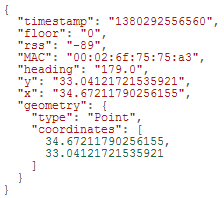 {
  "timestamp": "1380292556560",
  "floor": "0",
  "rss": "-89",
  "MAC": "00:02:6f:75:75:a3",
  "heading": "179.0",
  "y": "33.04121721535921",
  "x": "34.67211790256155",
  "geometry": {
    "type": "Point",
    "coordinates": [
      34.67211790256155,
      33.04121721535921
    ]
  }
}